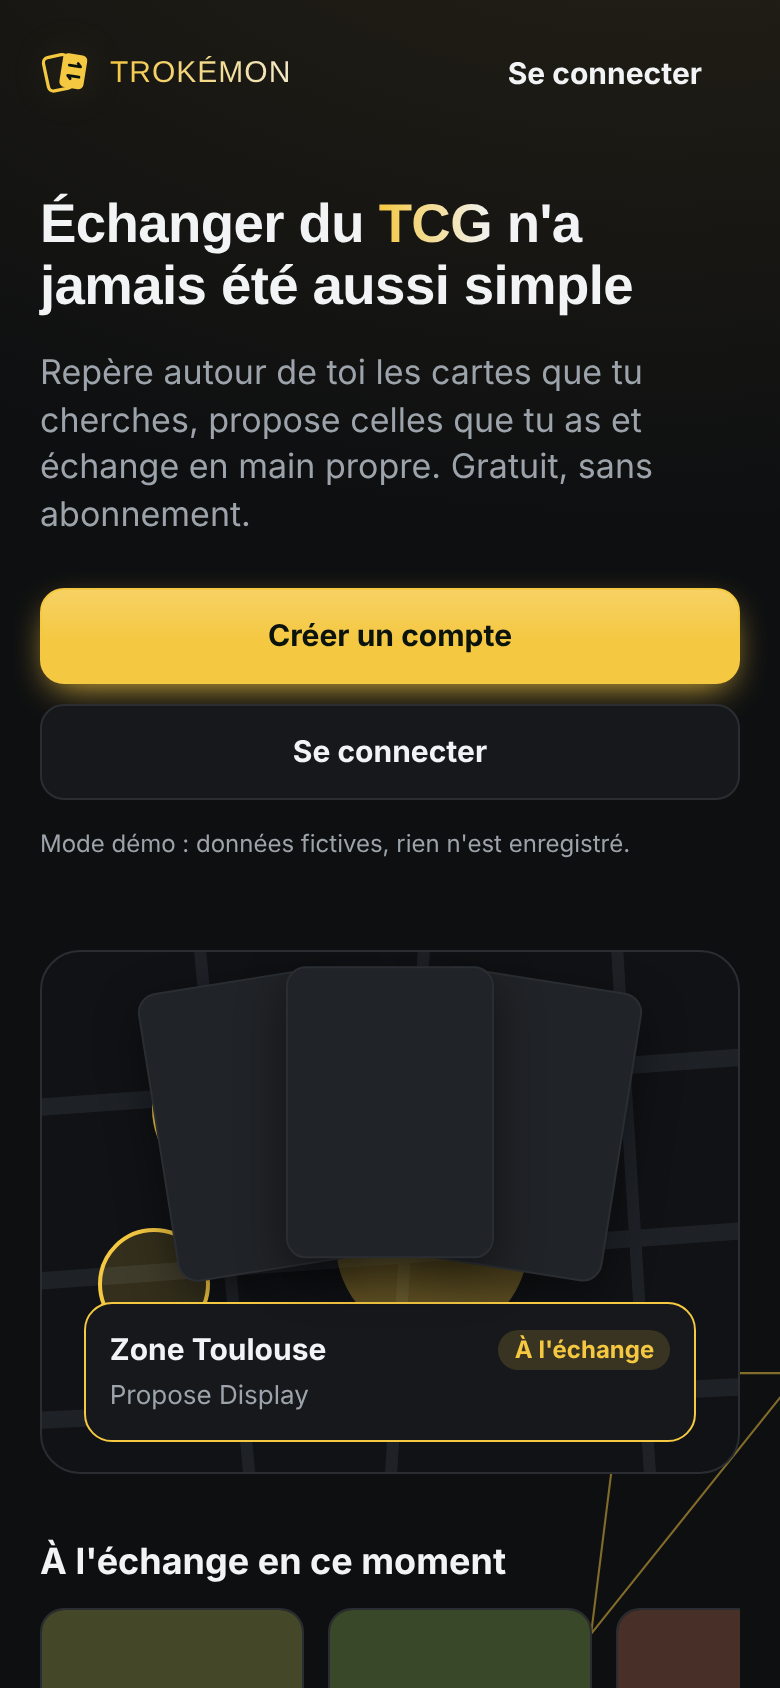 TROKÉMON
Se connecter
Échanger du TCG n'a
jamais été aussi simple
Repère autour de toi les cartes que tu
cherches, propose celles que tu as et
échange en main propre. Gratuit, sans
abonnement.
Créer un compte
Se connecter
Mode démo : données fictives, rien n'est enregistré.
Zone Toulouse
À l'échange
Propose Display
À l'échange en ce moment